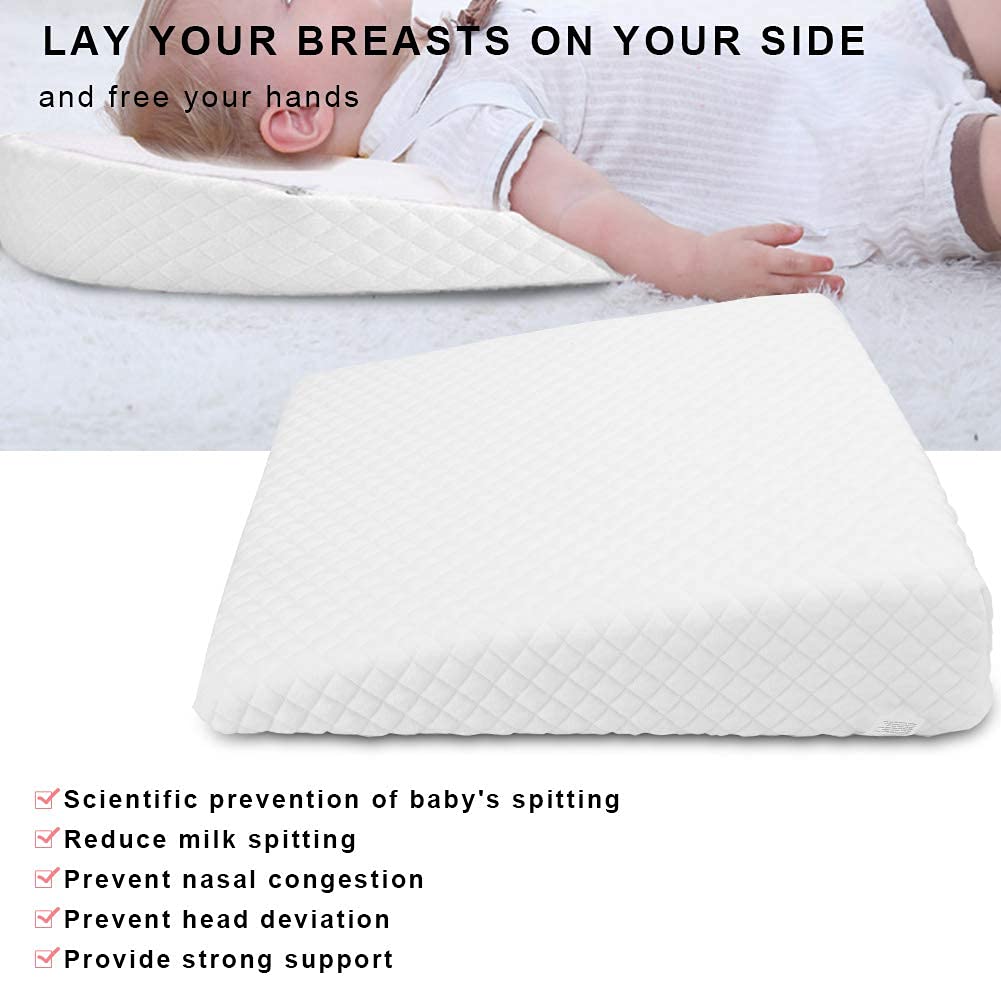 LAY YOUR BREASTS ON YOUR SIDE
and free your hands
Scientific prevention of baby's spitting
Reduce milk spitting
Prevent nasal congestion
Prevent head deviation
Provide strong support